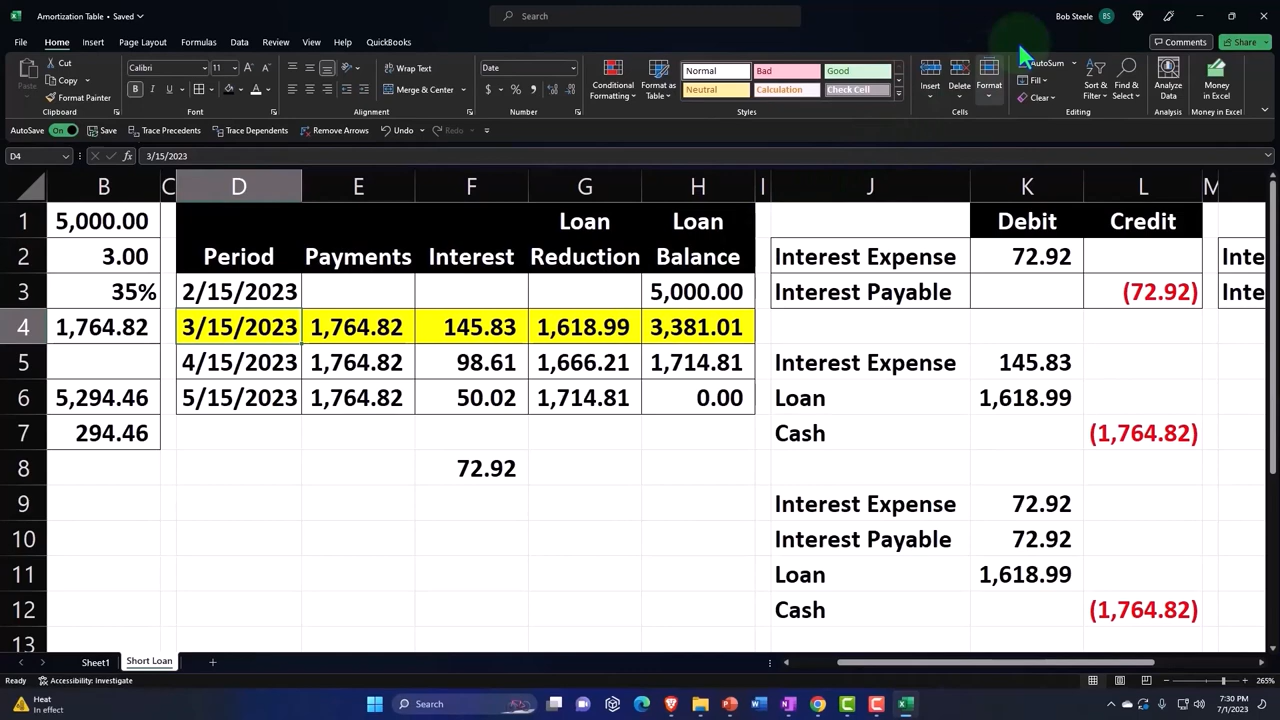 Amortization Table • Saved
Search
Bob Steele
BS
File
Home
Insert
Page Layout
Formulas
Data
Review
View
Help
QuickBooks
Comments
Share
Paste
Cut
Copy
Format Painter
Clipboard
Calibri
11
Font
Wrap Text
Merge & Center
Alignment
Date
Number
Conditional
Formatting
Format as
Table
Normal
Bad
Good
Neutral
Calculation
Check Cell
Styles
Insert
Delete
Format
Cells
AutoSum
Fill
Clear
Sort &
Filter
Find &
Select
Editing
Analyze
Data
Analysis
Money
in Excel
Money in Excel
AutoSave On Save Trace Precedents Trace Dependents Remove Arrows Undo Redo
D4 fx 3/15/2023
B C D E F G H I J K L M
1 5,000.00 Loan Loan Debit Credit
2 3.00 Period Payments Interest Reduction Balance Interest Expense 72.92 Inte
3 35% 2/15/2023 5,000.00 Interest Payable (72.92) Inte
4 1,764.82 3/15/2023 1,764.82 145.83 1,618.99 3,381.01
5 4/15/2023 1,764.82 98.61 1,666.21 1,714.81 Interest Expense 145.83
6 5,294.46 5/15/2023 1,764.82 50.02 1,714.81 0.00 Loan 1,618.99
7 294.46 Cash (1,764.82)
8 72.92
9 Interest Expense 72.92
10 Interest Payable 72.92
11 Loan 1,618.99
12 Cash (1,764.82)
13
Sheet1 Short Loan
Ready Accessibility: Investigate 265%
Heat
In effect
Search
7:30 PM
7/1/2023